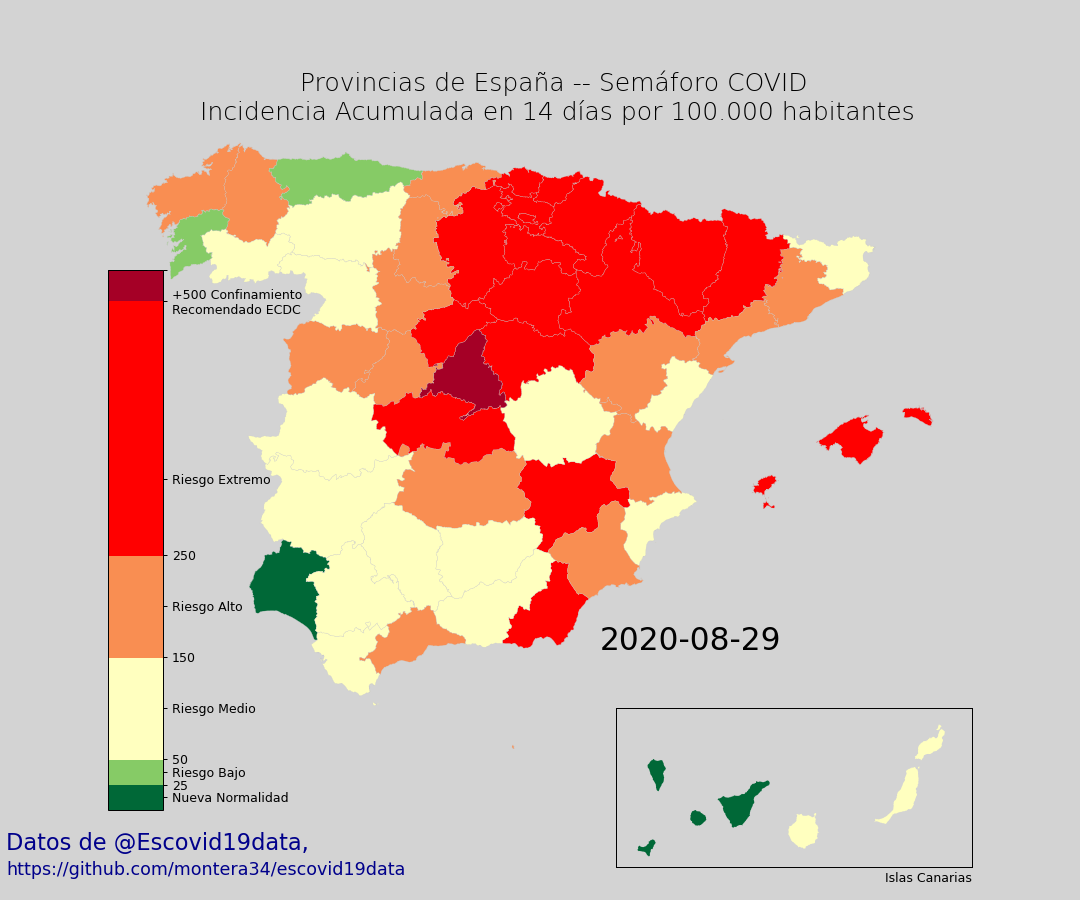 Provincias de España -- Semáforo COVID
Incidencia Acumulada en 14 días por 100.000 habitantes
+500 Confinamiento
Recomendado ECDC
Riesgo Extremo
250
Riesgo Alto
150
Riesgo Medio
50
Riesgo Bajo
25
Nueva Normalidad
2020-08-29
Islas Canarias
Datos de @Escovid19data,
https://github.com/montera34/escovid19data